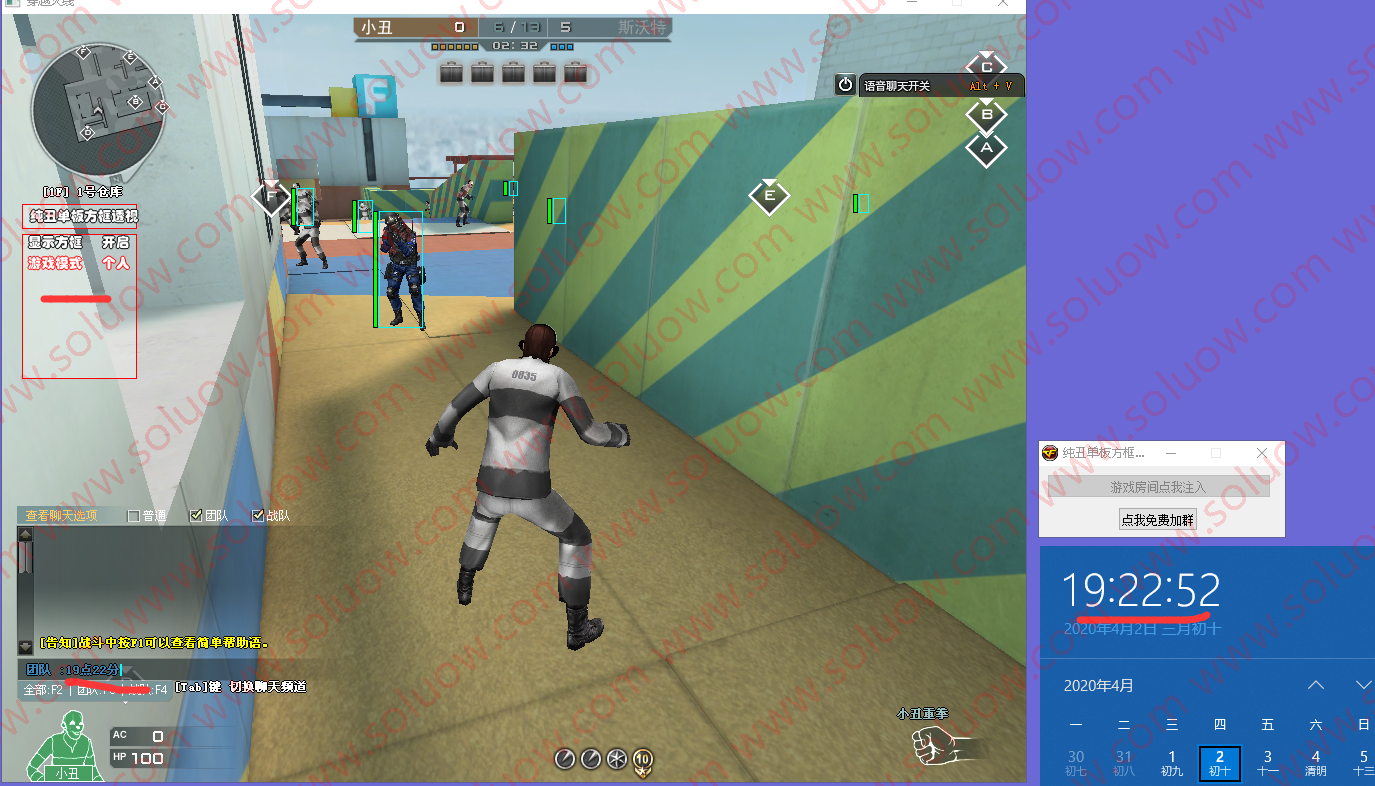 穿越火线
小丑 0 6/13 5 斯沃特
02:32
F
E
A
B
C
D
C
语音聊天开关 Alt + V
B
A
[1F] 1号仓库
F
E
纯丑单板方框透视
显示方框 开启
游戏模式 个人
0835
纯丑单板方框...
游戏房间点我注入
点我免费加群
查看聊天选项 普通 团队 战队
[告知]战斗中按F1可以查看简单帮助语。
团队 :19点22分
全部:F2 | 团队:F3 | 战队:F4 [Tab]键 切换聊天频道
小丑重拳
AC 0
HP 100
小丑
10
19:22:52
2020年4月2日 三月初十
2020年4月
一 二 三 四 五 六 日
30 31 1 2 3 4 5
初七 初八 初九 初十 十一 清明 十三
www.soluow.com